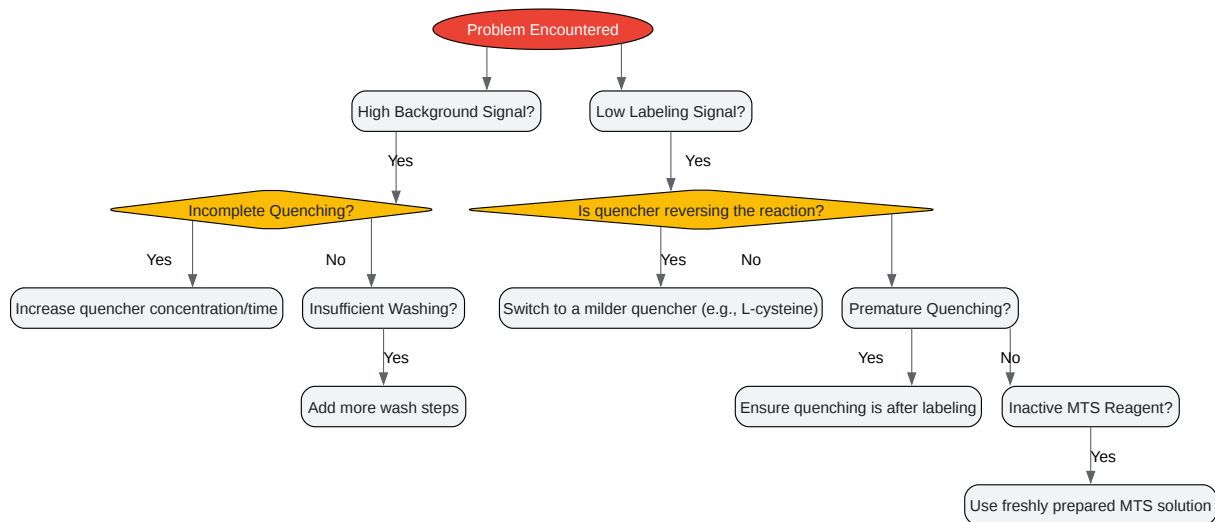 Problem Encountered
High Background Signal?
Low Labeling Signal?
Yes
Yes
Incomplete Quenching?
Is quencher reversing the reaction?
Yes
No
Yes
No
Increase quencher concentration/time
Insufficient Washing?
Switch to a milder quencher (e.g., L-cysteine)
Premature Quenching?
Yes
Yes
No
Add more wash steps
Ensure quenching is after labeling
Inactive MTS Reagent?
Yes
Use freshly prepared MTS solution